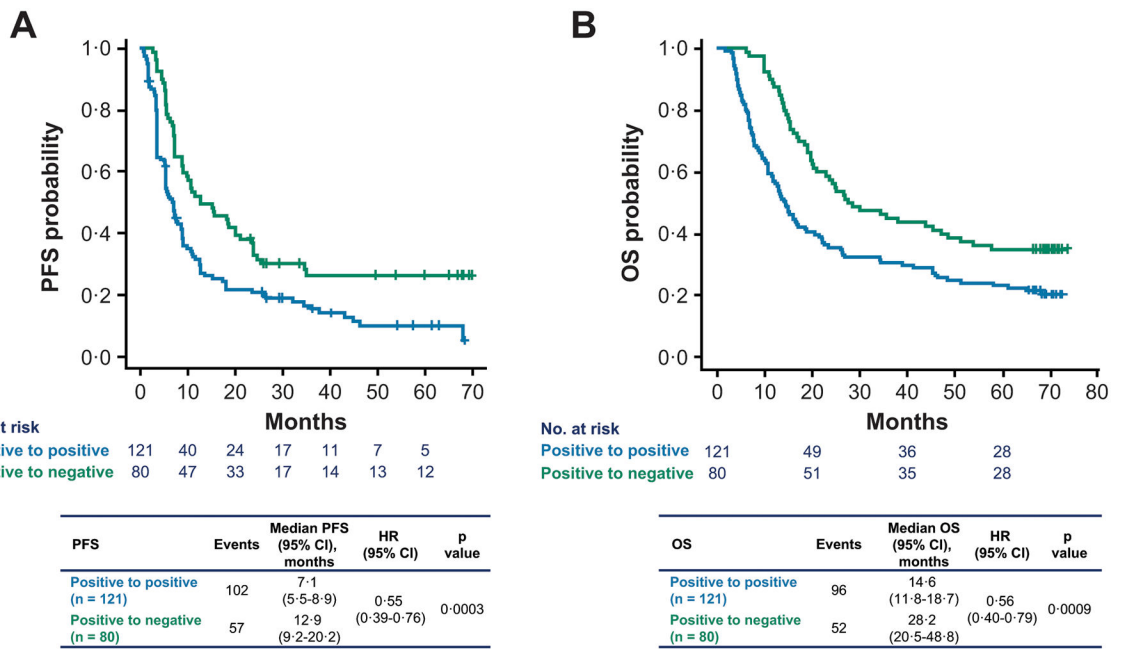 A
B
1·0
0·8
0·6
0·4
0·2
0·0
PFS probability
0 10 20 30 40 50 60 70
Months
t risk
tive to positive 121 40 24 17 11 7 5
tive to negative 80 47 33 17 14 13 12
PFS Events Median PFS (95% CI), months HR (95% CI) p value
Positive to positive (n = 121) 102 7·1 (5·5-8·9)
0·55 (0·39-0·76) 0·0003
Positive to negative (n = 80) 57 12·9 (9·2-20·2)
1·0
0·8
0·6
0·4
0·2
0·0
OS probability
0 10 20 30 40 50 60 70 80
Months
No. at risk
Positive to positive 121 49 36 28
Positive to negative 80 51 35 28
OS Events Median OS (95% CI), months HR (95% CI) p value
Positive to positive (n = 121) 96 14·6 (11·8-18·7)
0·56 (0·40-0·79) 0·0009
Positive to negative (n = 80) 52 28·2 (20·5-48·8)